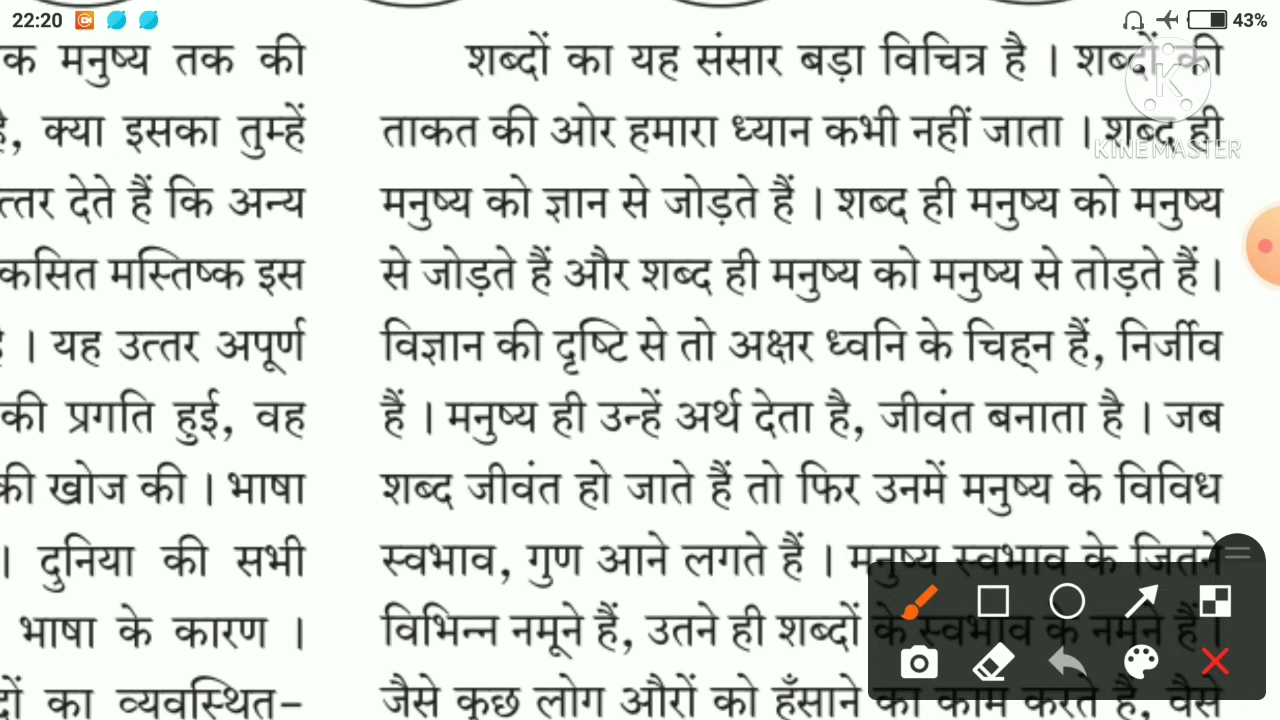 22:20
43%
क मनुष्य तक की
है, क्या इसका तुम्हें
त्तर देते हैं कि अन्य
कसित मस्तिष्क इस
। यह उत्तर अपूर्ण
की प्रगति हुई, वह
की खोज की । भाषा
। दुनिया की सभी
भाषा के कारण ।
का व्यवस्थित–
शब्दों का यह संसार बड़ा विचित्र है । शब्दों की
ताकत की ओर हमारा ध्यान कभी नहीं जाता । शब्द ही
मनुष्य को ज्ञान से जोड़ते हैं । शब्द ही मनुष्य को मनुष्य
से जोड़ते हैं और शब्द ही मनुष्य को मनुष्य से तोड़ते हैं ।
विज्ञान की दृष्टि से तो अक्षर ध्वनि के चिह्न हैं, निर्जीव
हैं । मनुष्य ही उन्हें अर्थ देता है, जीवंत बनाता है । जब
शब्द जीवंत हो जाते हैं तो फिर उनमें मनुष्य के विविध
स्वभाव, गुण आने लगते हैं । मनुष्य स्वभाव के जितने
विभिन्न नमूने हैं, उतने ही शब्दों के स्वभाव के नमूने हैं ।
जैसे कुछ लोग औरों को हँसाने का काम करते हैं, वैसे
K
KINEMASTER